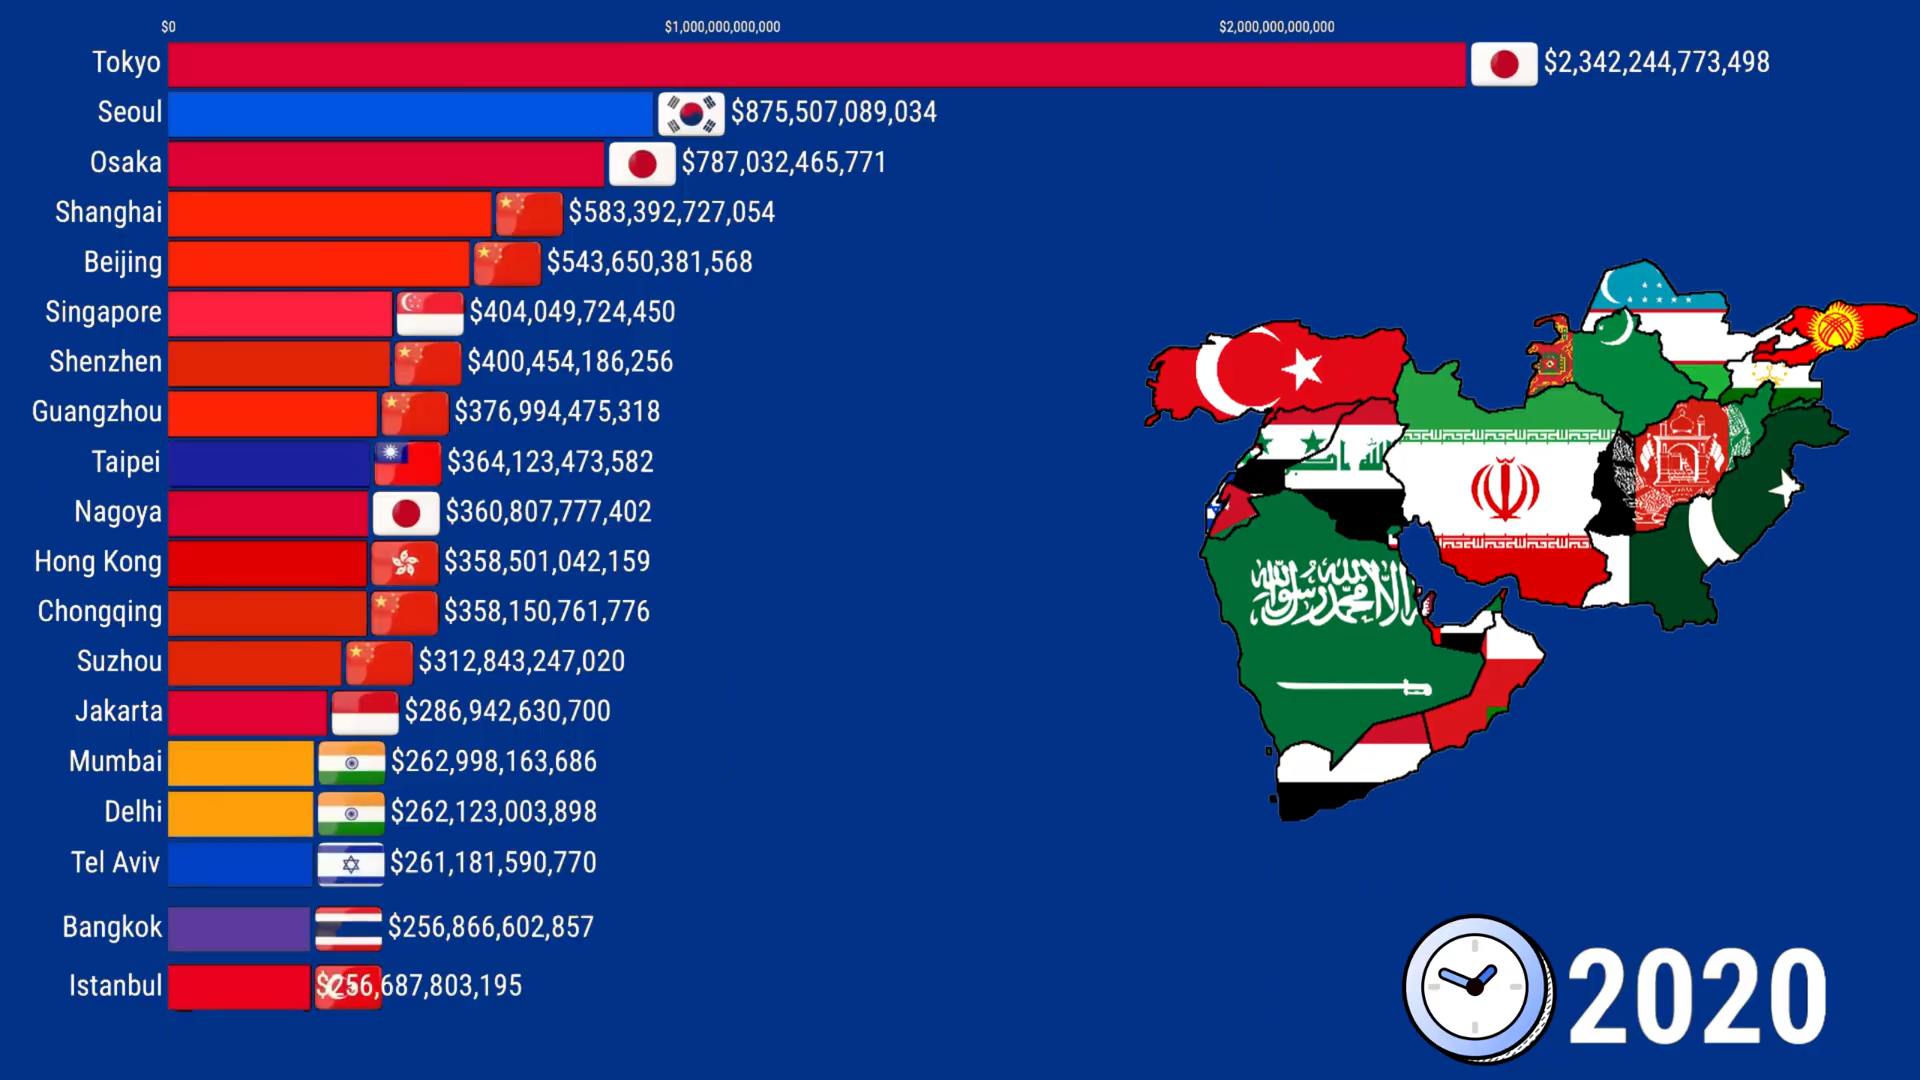 $0 $1,000,000,000,000 $2,000,000,000,000
Tokyo $2,342,244,773,498
Seoul $875,507,089,034
Osaka $787,032,465,771
Shanghai $583,392,727,054
Beijing $543,650,381,568
Singapore $404,049,724,450
Shenzhen $400,454,186,256
Guangzhou $376,994,475,318
Taipei $364,123,473,582
Nagoya $360,807,777,402
Hong Kong $358,501,042,159
Chongqing $358,150,761,776
Suzhou $312,843,247,020
Jakarta $286,942,630,700
Mumbai $262,998,163,686
Delhi $262,123,003,898
Tel Aviv $261,181,590,770
Bangkok $256,866,602,857
Istanbul $256,687,803,195
2020